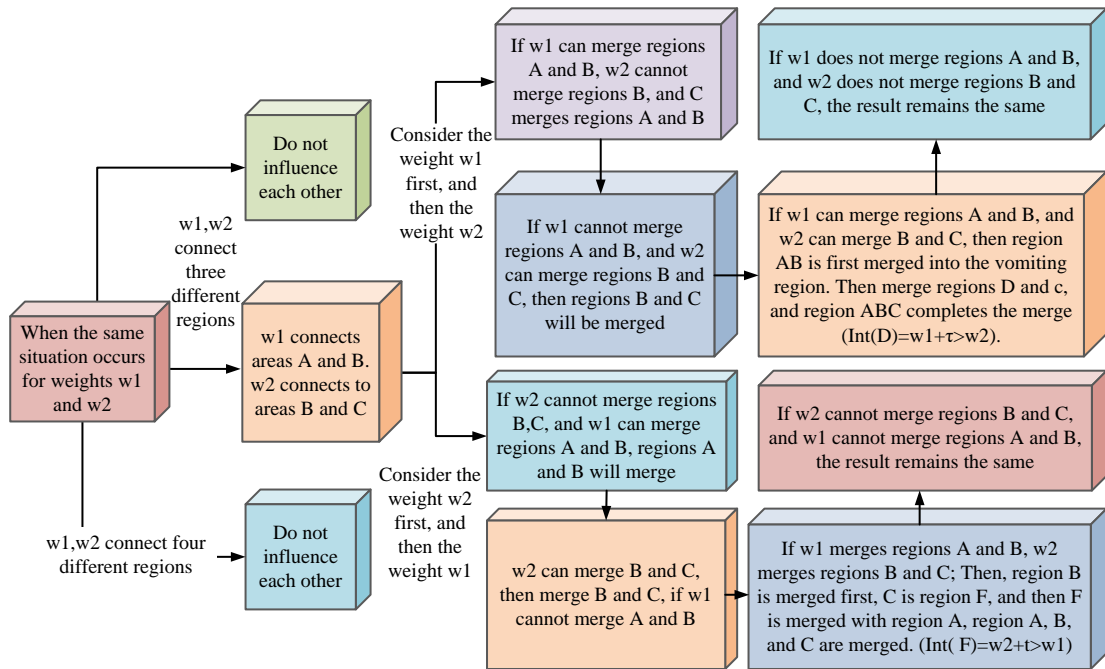 When the same
situation occurs
for weights w1
and w2
Do not
influence
each other
w1,w2
connect
three
different
regions
w1 connects
areas A and B.
w2 connects to
areas B and C
w1,w2 connect four
different regions
Do not
influence
each other
Consider the
weight w1
first, and
then the
weight w2
If w1 can merge regions
A and B, w2 cannot
merge regions B, and C
merges regions A and B
If w1 cannot merge
regions A and B, and w2
can merge regions B and
C, then regions B and C
will be merged
If w1 can merge regions A and B, and
w2 can merge B and C, then region
AB is first merged into the vomiting
region. Then merge regions D and c,
and region ABC completes the merge
(Int(D)=w1+τ>w2).
If w1 does not merge regions A and B,
and w2 does not merge regions B and
C, the result remains the same
Consider the
weight w2
first, and
then the
weight w1
If w2 cannot merge regions
B,C, and w1 can merge
regions A and B, regions A
and B will merge
w2 can merge B and C,
then merge B and C, if w1
cannot merge A and B
If w1 merges regions A and B, w2
merges regions B and C; Then, region B
is merged first, C is region F, and then F
is merged with region A, region A, B,
and C are merged. (Int( F)=w2+t>w1)
If w2 cannot merge regions B and C,
and w1 cannot merge regions A and B,
the result remains the same